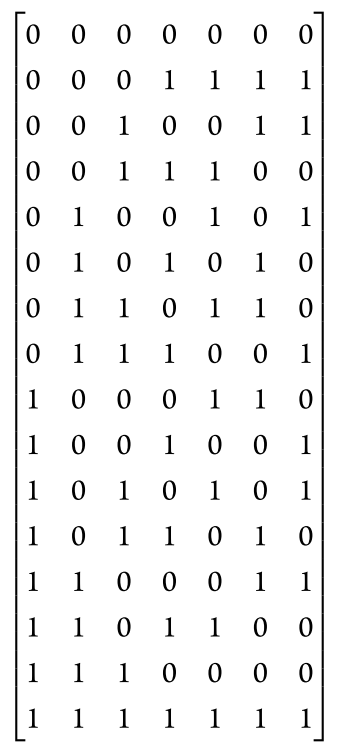 0 0 0 0 0 0 0
0 0 0 1 1 1 1
0 0 1 0 0 1 1
0 0 1 1 1 0 0
0 1 0 0 1 0 1
0 1 0 1 0 1 0
0 1 1 0 1 1 0
0 1 1 1 0 0 1
1 0 0 0 1 1 0
1 0 0 1 0 0 1
1 0 1 0 1 0 1
1 0 1 1 0 1 0
1 1 0 0 0 1 1
1 1 0 1 1 0 0
1 1 1 0 0 0 0
1 1 1 1 1 1 1